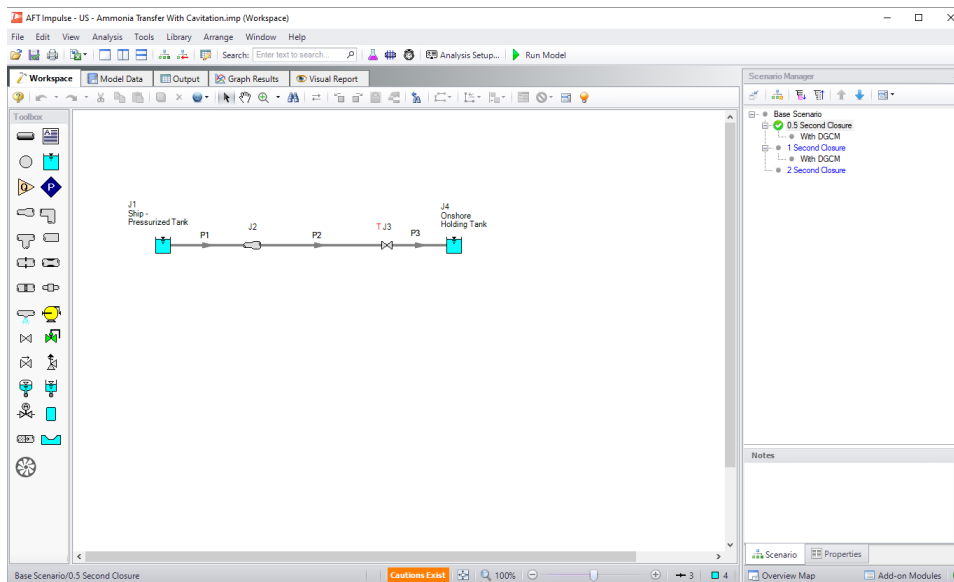 AFT Impulse - US - Ammonia Transfer With Cavitation.imp (Workspace)
File Edit View Analysis Tools Library Arrange Window Help
Search: Enter text to search... Analysis Setup... Run Model
Workspace Model Data Output Graph Results Visual Report
Scenario Manager
Toolbox
Base Scenario
0.5 Second Closure
With DGCM
1 Second Closure
With DGCM
2 Second Closure
A
Q P
J1
Ship -
Pressurized Tank
P1
J2
P2
T J3
P3
J4
Onshore
Holding Tank
Notes
Scenario Properties
Base Scenario/0.5 Second Closure Cautions Exist 100% 3 4 Overview Map Add-on Modules